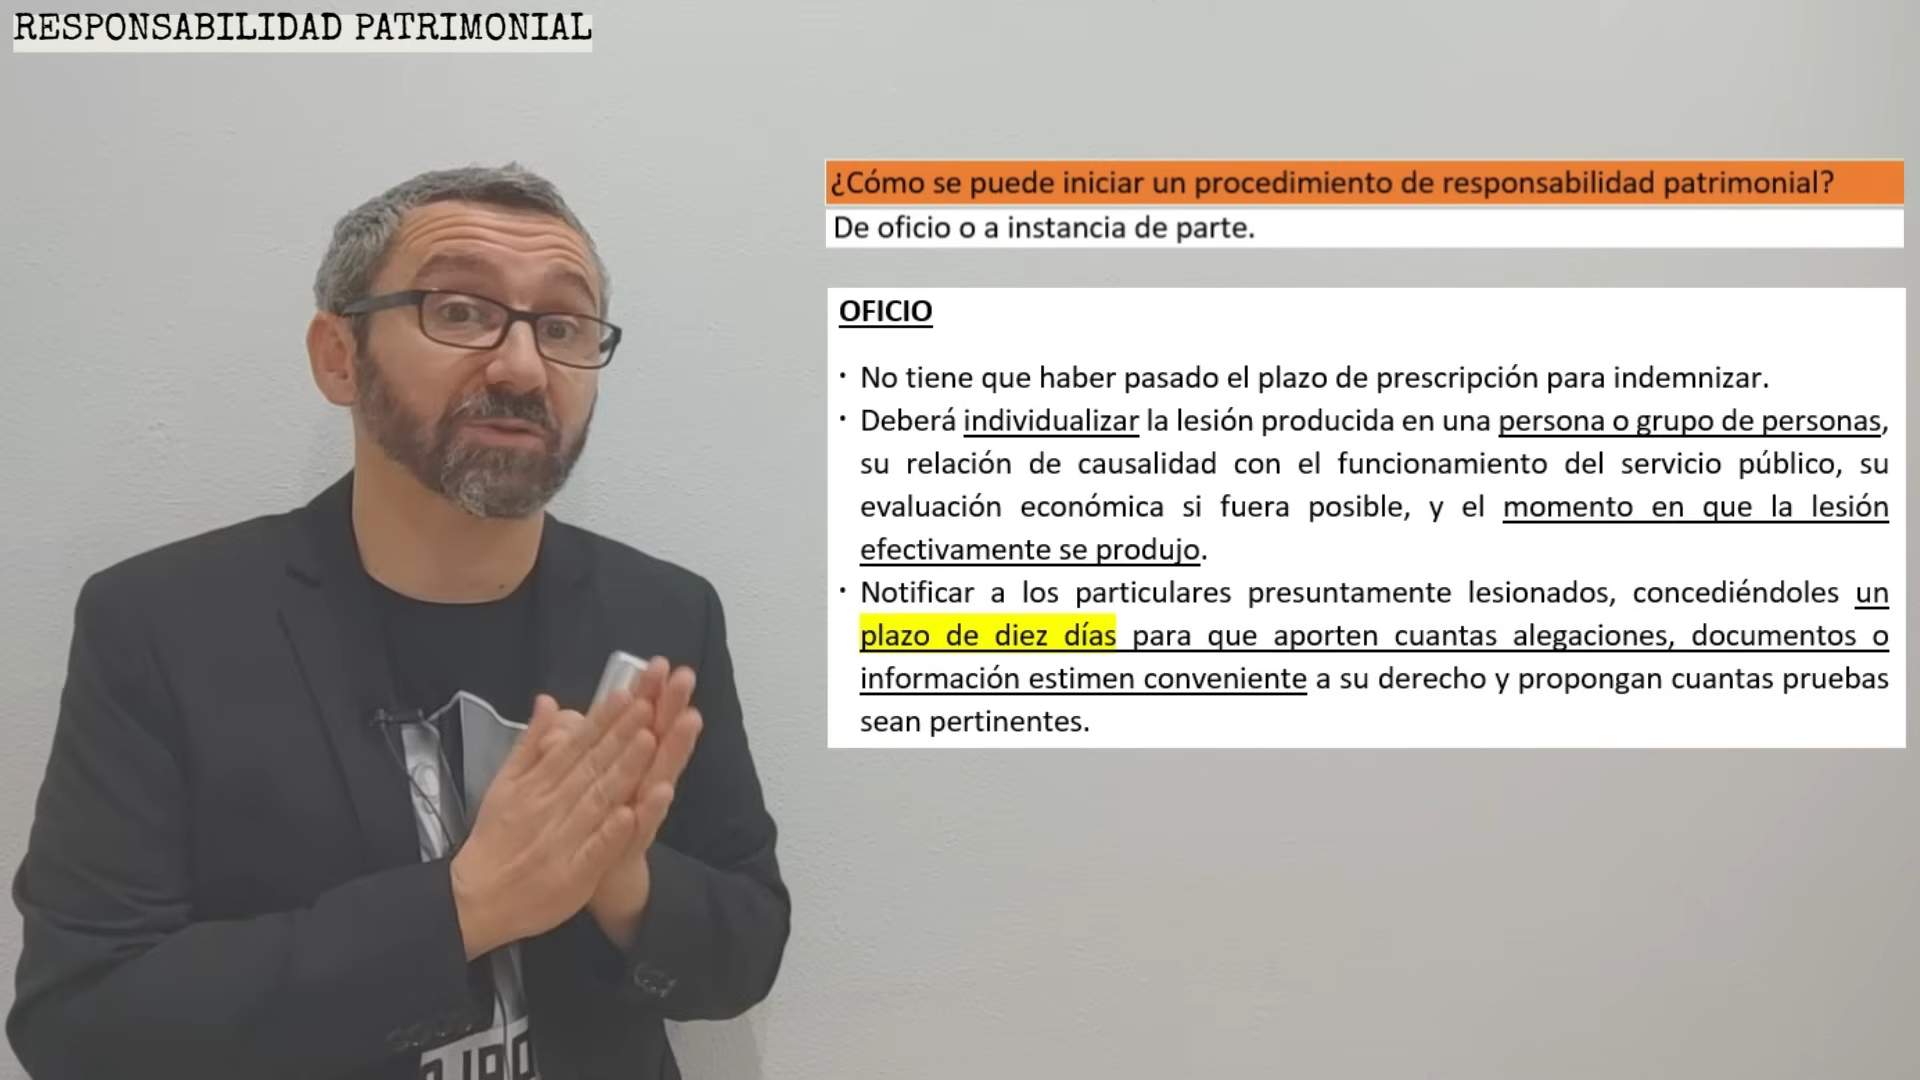 RESPONSABILIDAD PATRIMONIAL
¿Cómo se puede iniciar un procedimiento de responsabilidad patrimonial?
De oficio o a instancia de parte.
OFICIO
· No tiene que haber pasado el plazo de prescripción para indemnizar.
· Deberá individualizar la lesión producida en una persona o grupo de personas,
su relación de causalidad con el funcionamiento del servicio público, su
evaluación económica si fuera posible, y el momento en que la lesión
efectivamente se produjo.
· Notificar a los particulares presuntamente lesionados, concediéndoles un
plazo de diez días para que aporten cuantas alegaciones, documentos o
información estimen conveniente a su derecho y propongan cuantas pruebas
sean pertinentes.